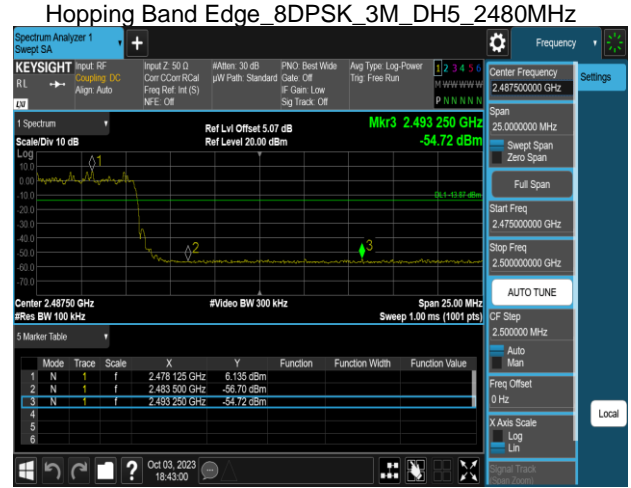 Hopping Band Edge_8DPSK_3M_DH5_2480MHz
Spectrum Analyzer 1
Swept SA
Frequency
KEYSIGHT Input: RF Input Z: 50 Ω #Atten: 30 dB PNO: Best Wide Avg Type: Log-Power 1 2 3 4 5 6
RL Coupling: DC Corr CCorr RCal µW Path: Standard Gate: Off Trig: Free Run M W W W W W
Align: Auto Freq Ref: Int (S) IF Gain: Low
NFE: Off Sig Track: Off P N N N N N
LXI
1 Spectrum
Ref Lvl Offset 5.07 dB
Mkr3 2.493 250 GHz
Scale/Div 10 dB
Ref Level 20.00 dBm
-54.72 dBm
Log
10.0
0.00
-10.0
-20.0
-30.0
-40.0
-50.0
-60.0
-70.0
1
2
3
DL1 -13.87 dBm
Center 2.48750 GHz #Video BW 300 kHz Span 25.00 MHz
#Res BW 100 kHz Sweep 1.00 ms (1001 pts)
5 Marker Table
Mode Trace Scale X Y Function Function Width Function Value
1 N 1 f 2.478 125 GHz 6.135 dBm
2 N 1 f 2.483 500 GHz -56.70 dBm
3 N 1 f 2.493 250 GHz -54.72 dBm
4
5
6
Oct 03, 2023
18:43:00
Center Frequency
2.487500000 GHz
Span
25.0000000 MHz
Swept Span
Zero Span
Full Span
Start Freq
2.475000000 GHz
Stop Freq
2.500000000 GHz
AUTO TUNE
CF Step
2.500000 MHz
Auto
Man
Freq Offset
0 Hz
X Axis Scale
Log
Lin
Signal Track
(Span Zoom)
Settings
Local